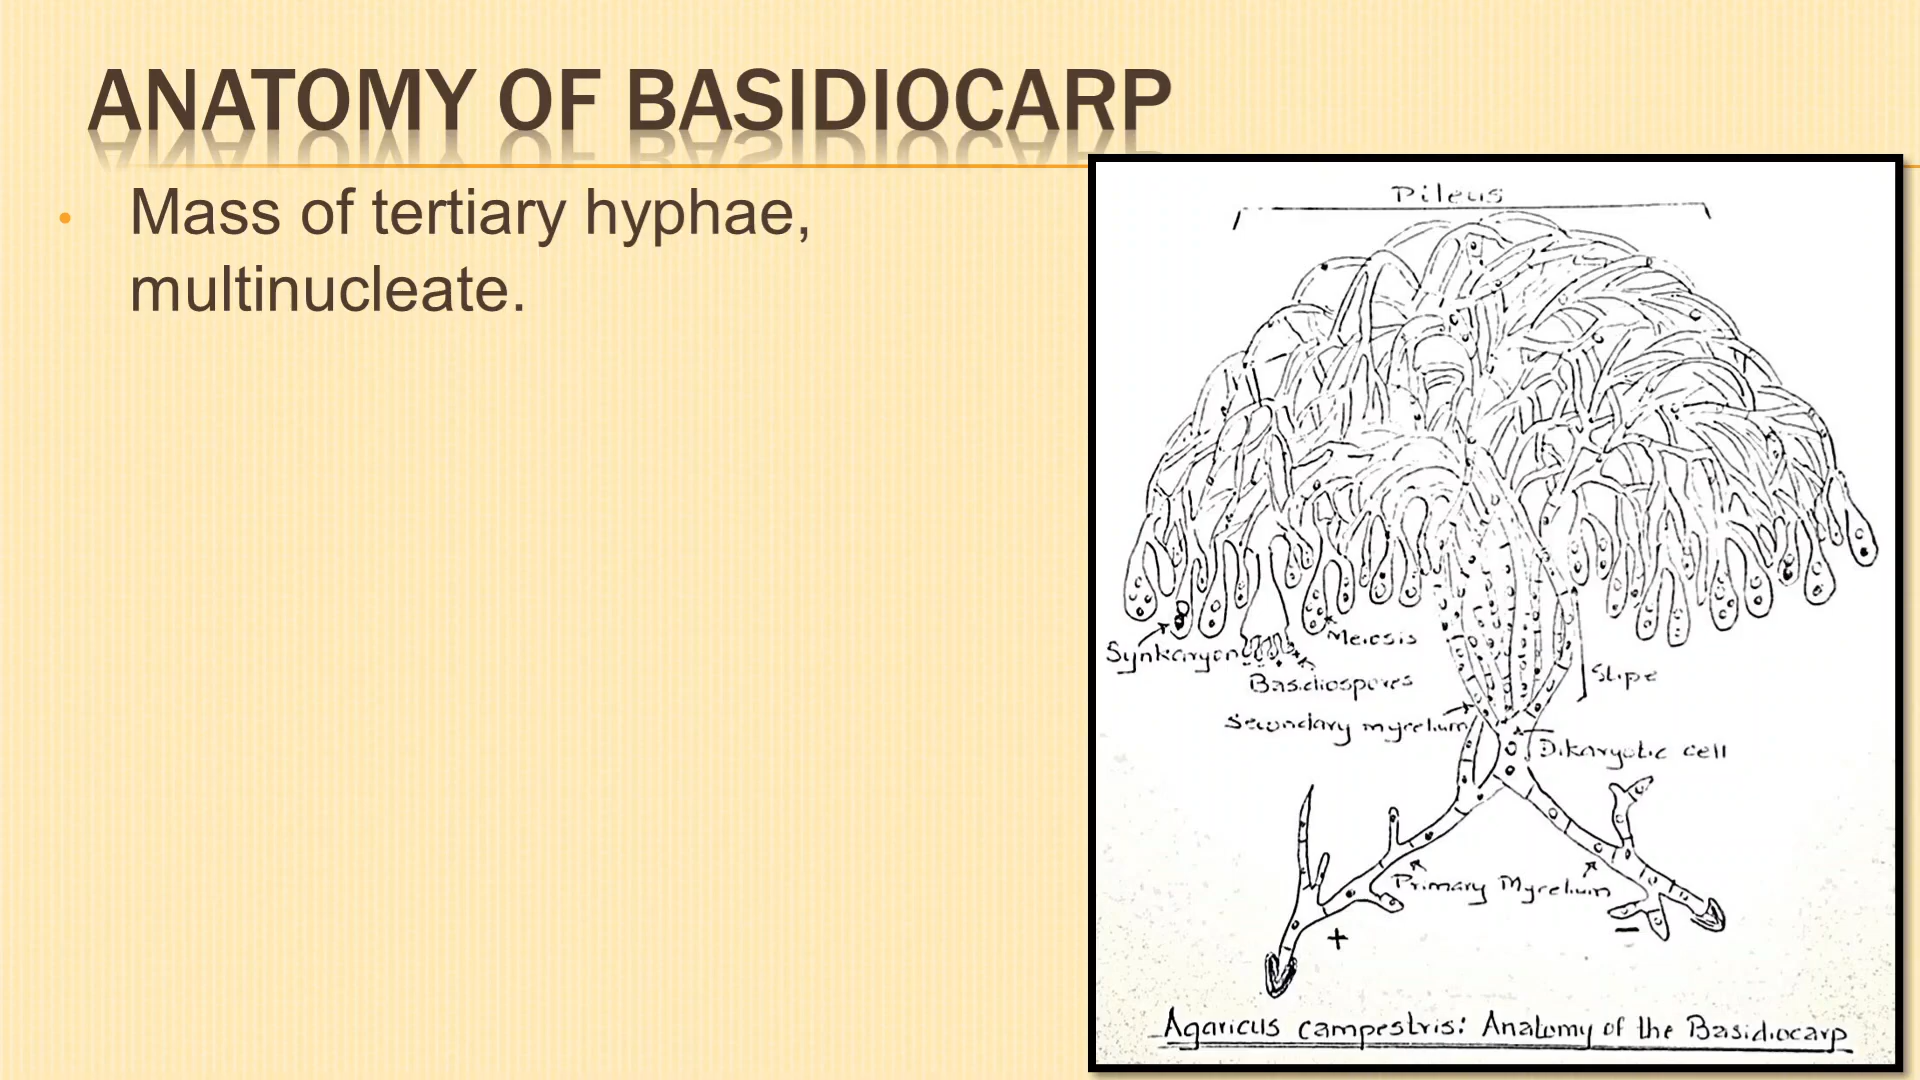 ANATOMY OF BASIDIOCARP
• Mass of tertiary hyphae,
multinucleate.
Pileus
Meiosis
Synkaryon
Basidiospores
Stipe
Secondary mycelium
Dikaryotic cell
Primary Mycelium
+
−
Agaricus campestris: Anatomy of the Basidiocarp